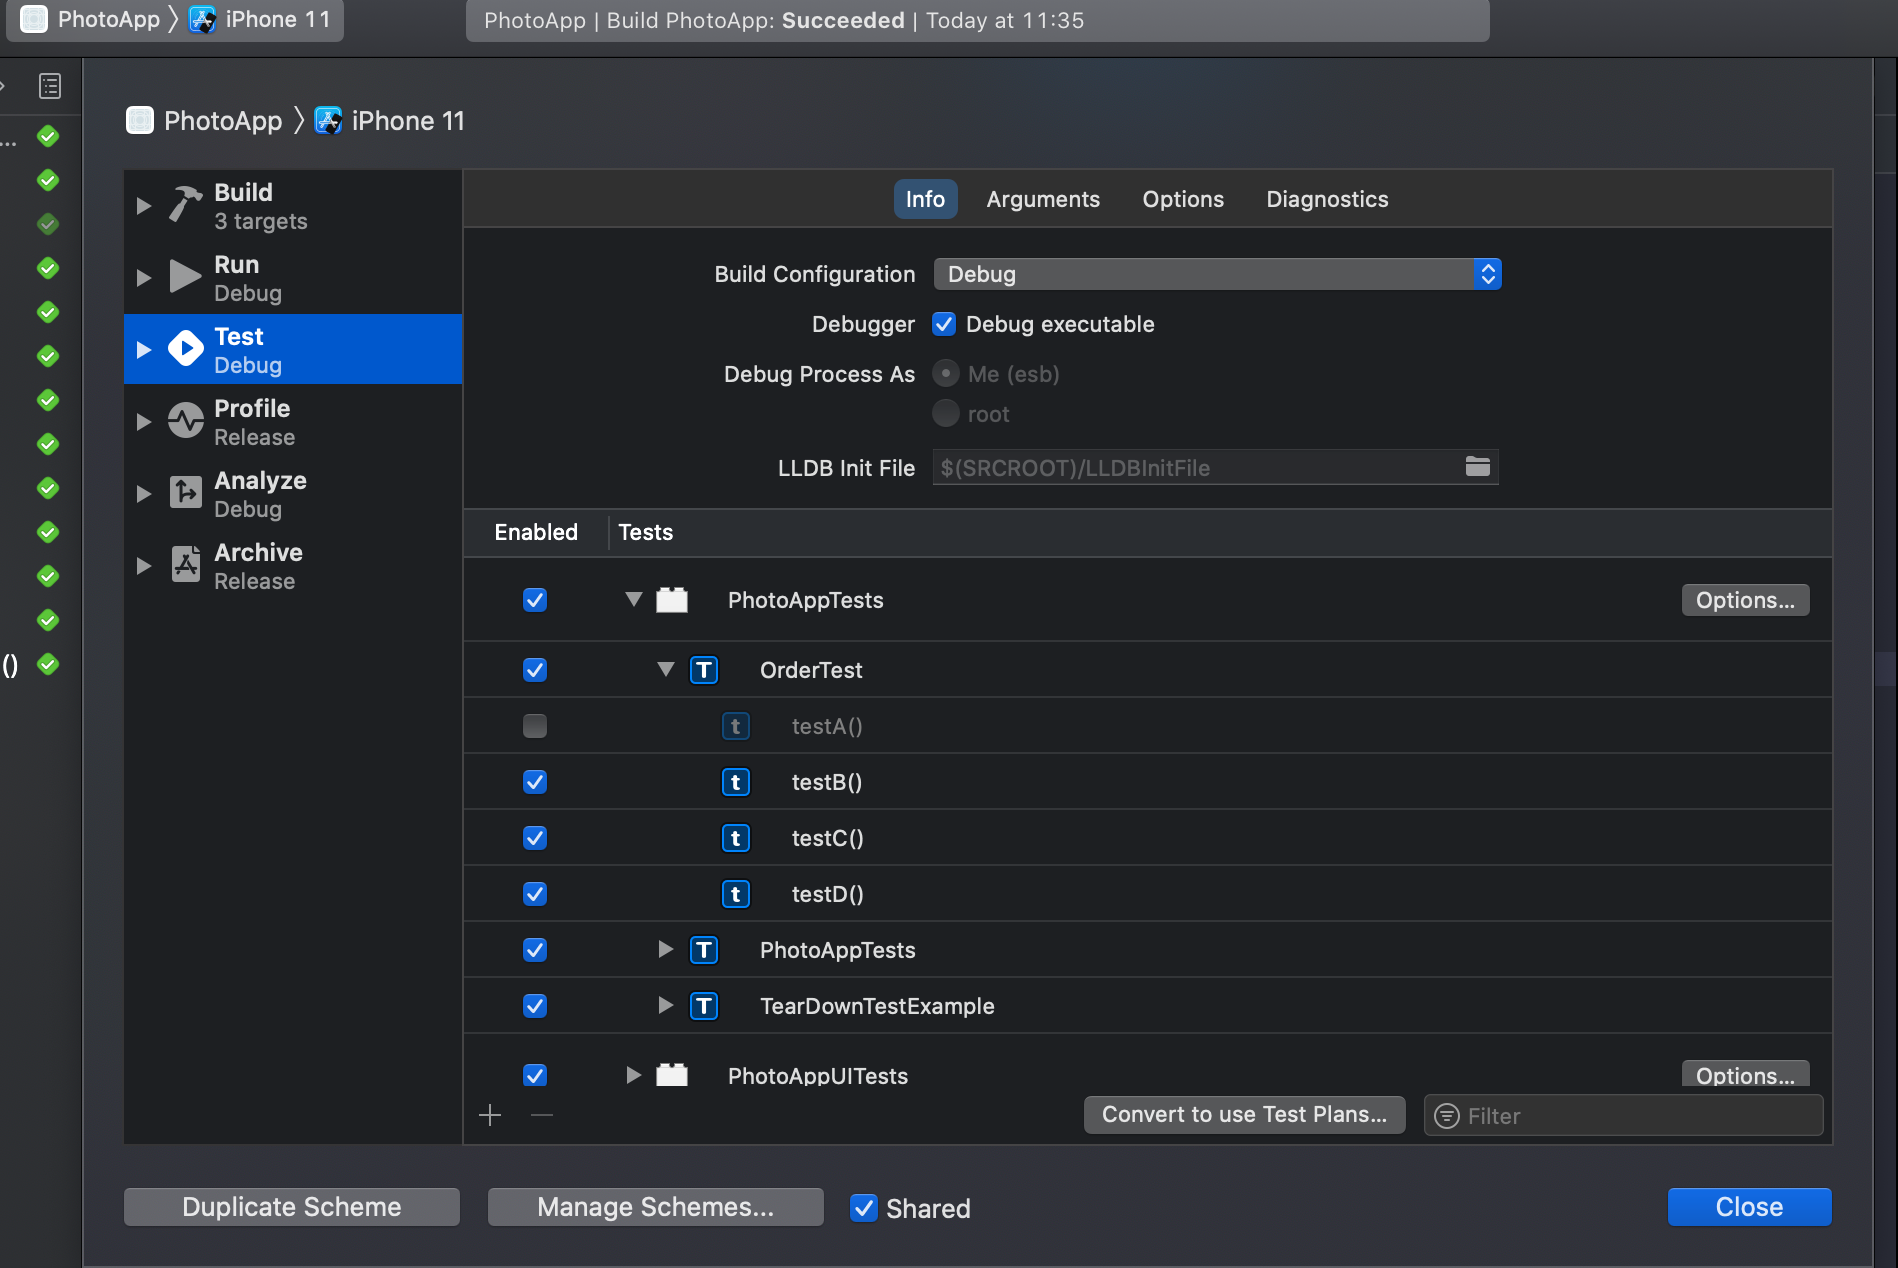 PhotoApp 〉 iPhone 11
PhotoApp | Build PhotoApp: Succeeded | Today at 11:35
...
()
PhotoApp 〉 iPhone 11
Build
3 targets
Run
Debug
Test
Debug
Profile
Release
Analyze
Debug
Archive
Release
Info Arguments Options Diagnostics
Build Configuration Debug
Debugger Debug executable
Debug Process As Me (esb)
root
LLDB Init File $(SRCROOT)/LLDBInitFile
Enabled Tests
PhotoAppTests Options...
T OrderTest
t testA()
t testB()
t testC()
t testD()
T PhotoAppTests
T TearDownTestExample
PhotoAppUITests Options...
Convert to use Test Plans... Filter
Duplicate Scheme Manage Schemes... Shared Close